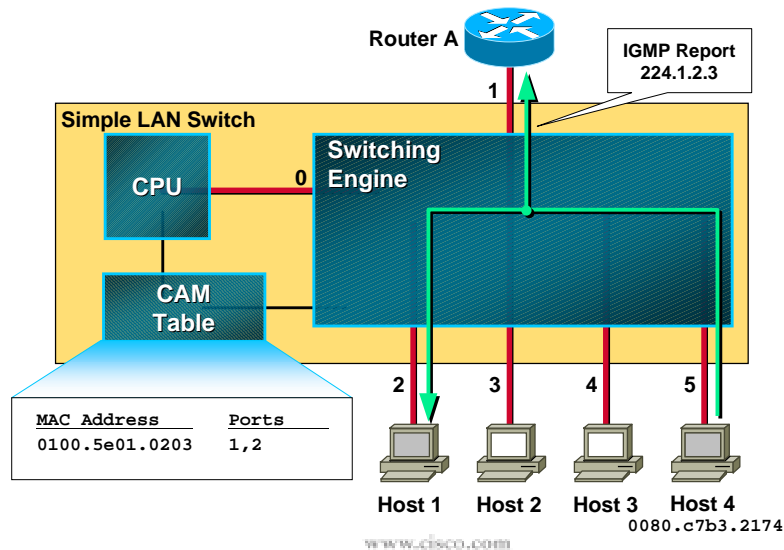 Router A
IGMP Report
224.1.2.3
1
Simple LAN Switch
Switching
Engine
CPU
0
CAM
Table
2
3
4
5
MAC Address Ports
0100.5e01.0203 1,2
Host 1
Host 2
Host 3
Host 4
0080.c7b3.2174
www.cisco.com